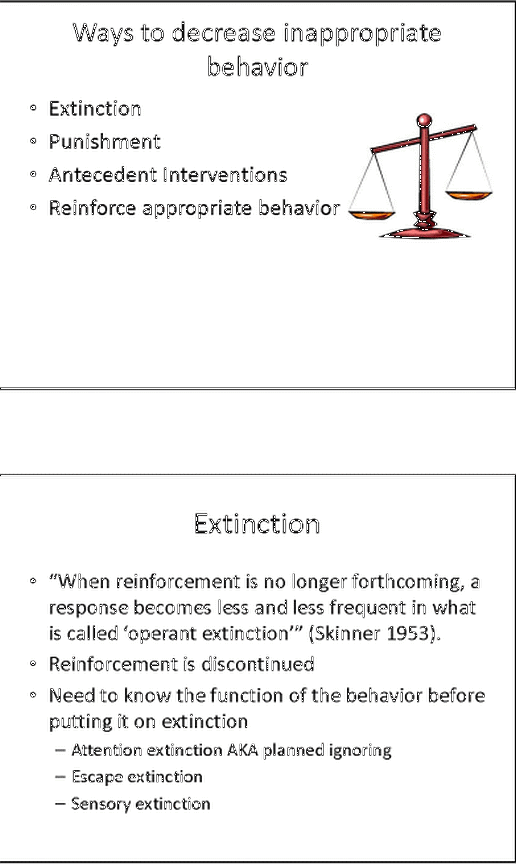 Ways to decrease inappropriate
behavior
• Extinction
• Punishment
• Antecedent Interventions
• Reinforce appropriate behavior
Extinction
• “When reinforcement is no longer forthcoming, a
response becomes less and less frequent in what
is called ‘operant extinction’” (Skinner 1953).
• Reinforcement is discontinued
• Need to know the function of the behavior before
putting it on extinction
– Attention extinction AKA planned ignoring
– Escape extinction
– Sensory extinction